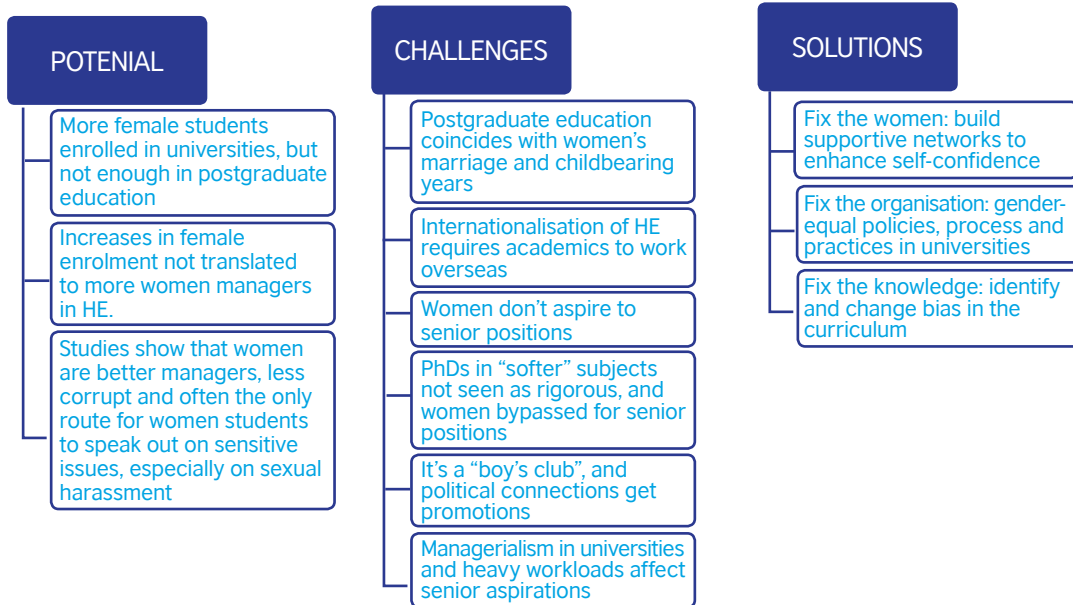 POTENIAL
More female students
enrolled in universities, but
not enough in postgraduate
education
Increases in female
enrolment not translated
to more women managers
in HE.
Studies show that women
are better managers, less
corrupt and often the only
route for women students
to speak out on sensitive
issues, especially on sexual
harassment
CHALLENGES
Postgraduate education
coincides with women’s
marriage and childbearing
years
Internationalisation of HE
requires academics to work
overseas
Women don’t aspire to
senior positions
PhDs in “softer” subjects
not seen as rigorous, and
women bypassed for senior
positions
It’s a “boy’s club”, and
political connections get
promotions
Managerialism in universities
and heavy workloads affect
senior aspirations
SOLUTIONS
Fix the women: build
supportive networks to
enhance self-confidence
Fix the organisation: gender-
equal policies, process and
practices in universities
Fix the knowledge: identify
and change bias in the
curriculum